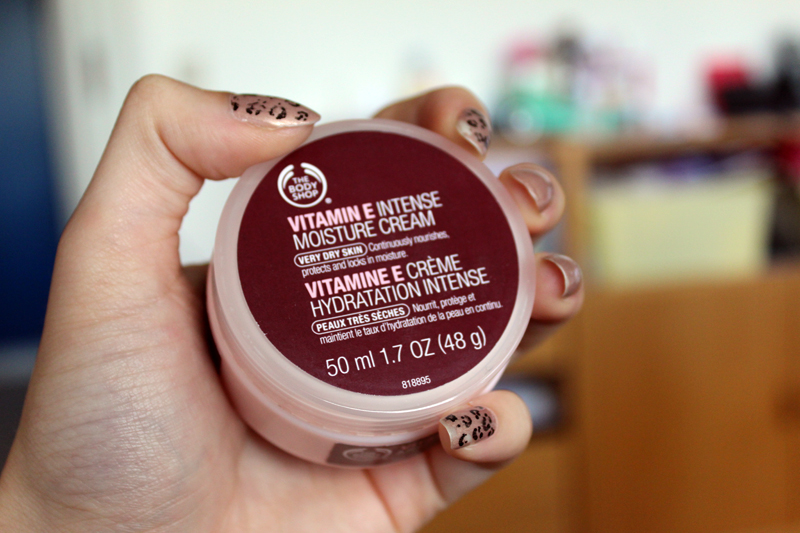 THE
BODY
SHOP
®
VITAMIN E INTENSE
MOISTURE CREAM
VERY DRY SKIN Continuously nourishes,
protects and locks in moisture.
VITAMINE E CRÈME
HYDRATATION INTENSE
PEAUX TRÈS SÈCHES Nourrit, protège et
maintient le taux d'hydratation de la peau en continu.
50 ml 1.7 OZ (48 g)
818895